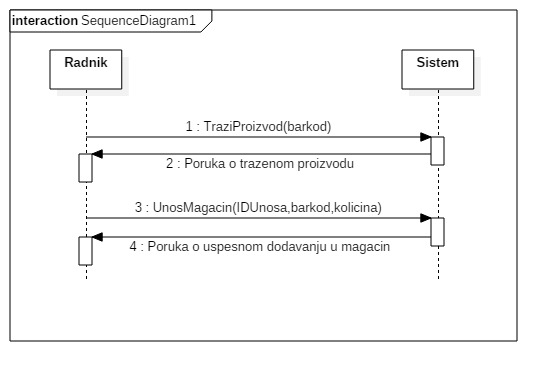 interaction SequenceDiagram1
Radnik
Sistem
1 : TraziProizvod(barkod)
2 : Poruka o trazenom proizvodu
3 : UnosMagacin(IDUnosa,barkod,kolicina)
4 : Poruka o uspesnom dodavanju u magacin